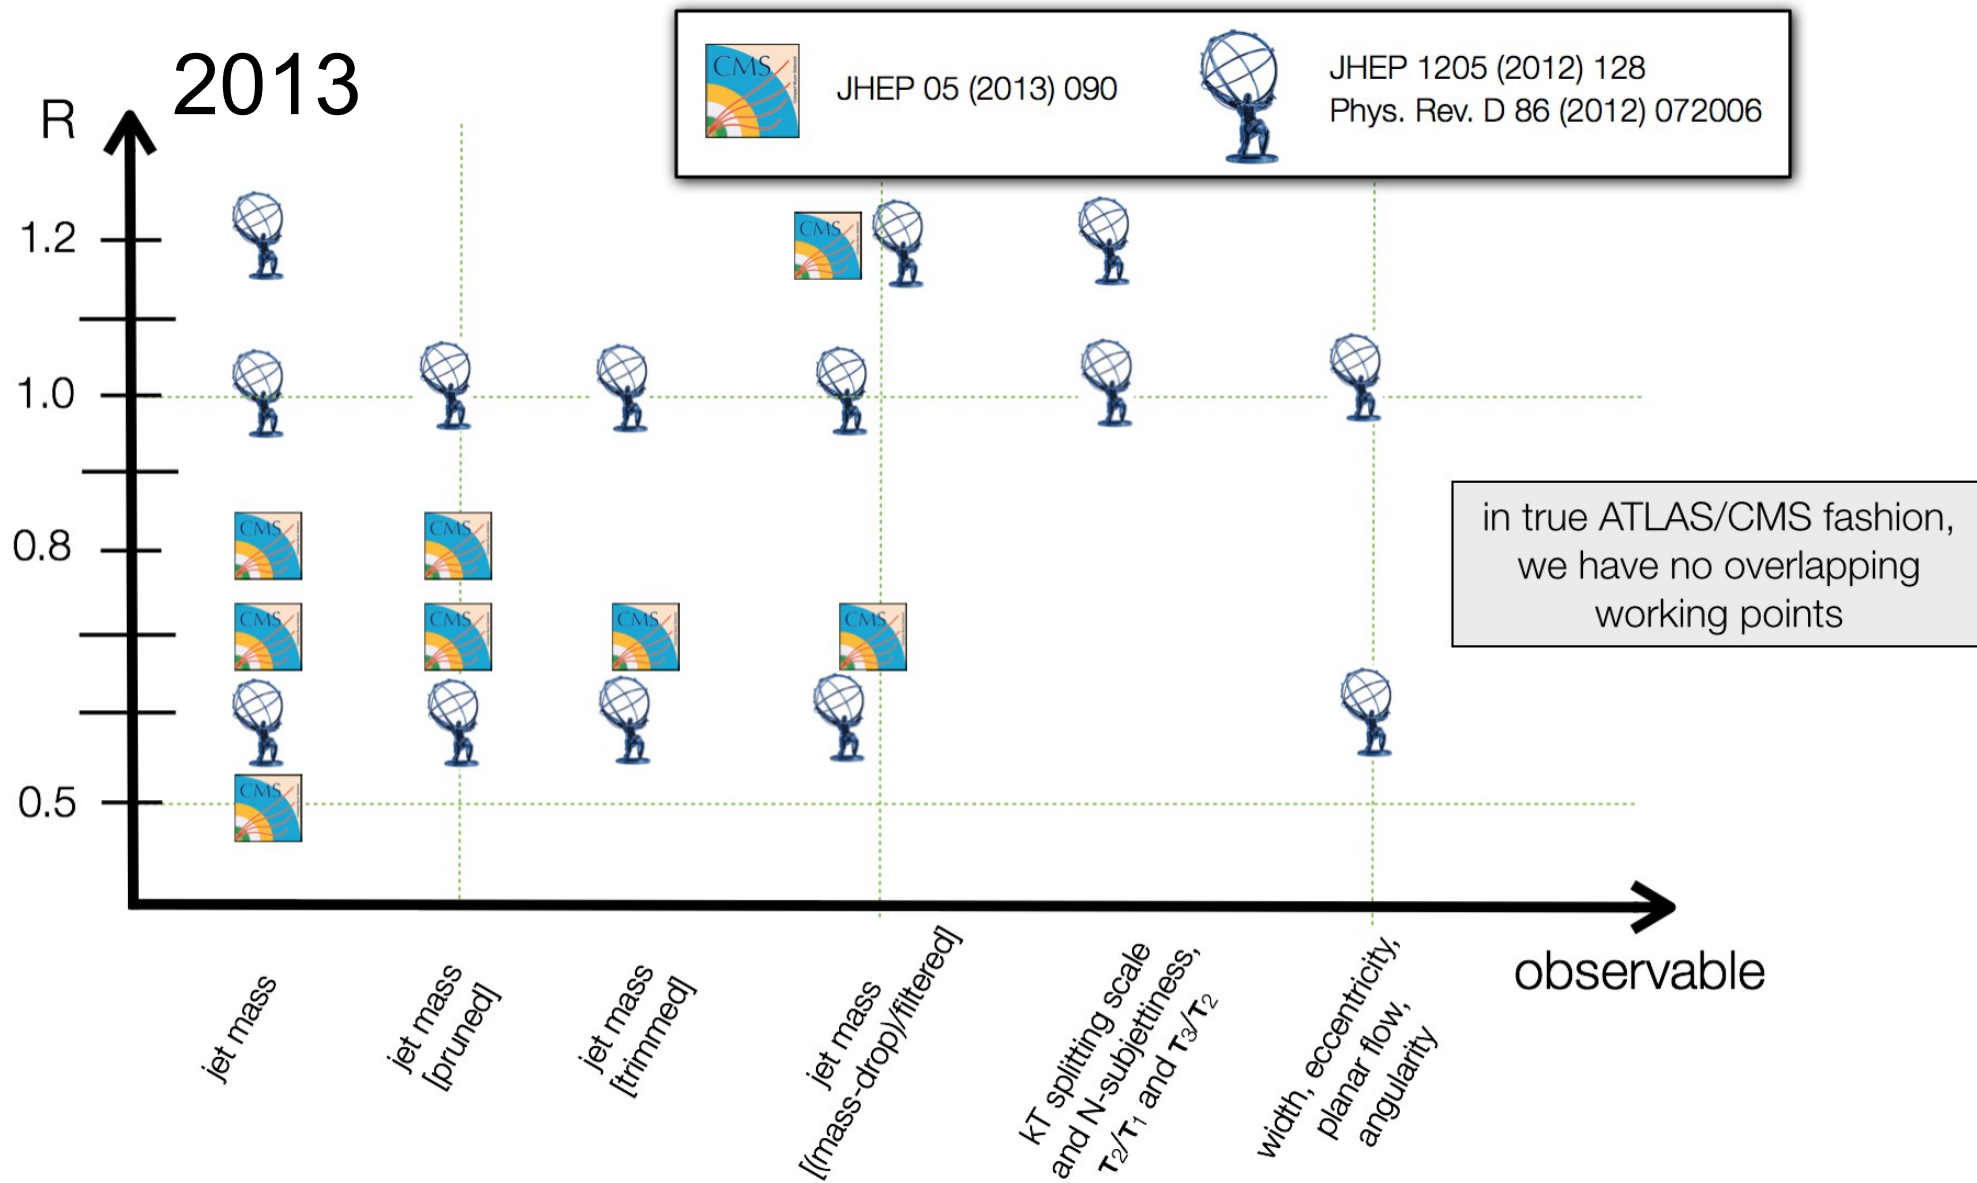 2013
CMS
JHEP 05 (2013) 090
JHEP 1205 (2012) 128
Phys. Rev. D 86 (2012) 072006
R
1.2
1.0
0.8
0.5
CMS
CMS
CMS
CMS
CMS
CMS
CMS
CMS
in true ATLAS/CMS fashion,
we have no overlapping
working points
observable
jet mass
jet mass
[pruned]
jet mass
[trimmed]
jet mass
[(mass-drop)/filtered]
kT splitting scale
and N-subjettiness,
τ₂/τ₁ and τ₃/τ₂
width, eccentricity,
planar flow,
angularity